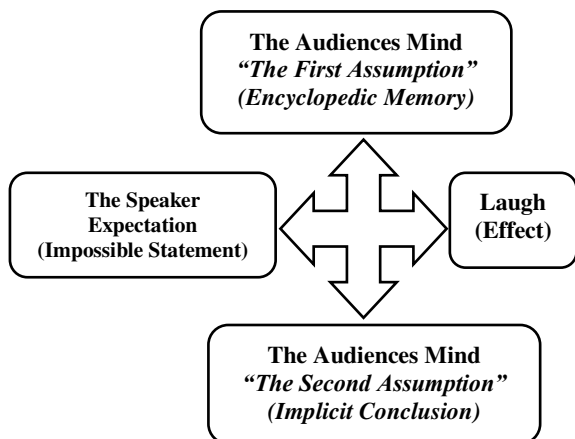 The Audiences Mind
“The First Assumption”
(Encyclopedic Memory)
The Speaker
Expectation
(Impossible Statement)
Laugh
(Effect)
The Audiences Mind
“The Second Assumption”
(Implicit Conclusion)